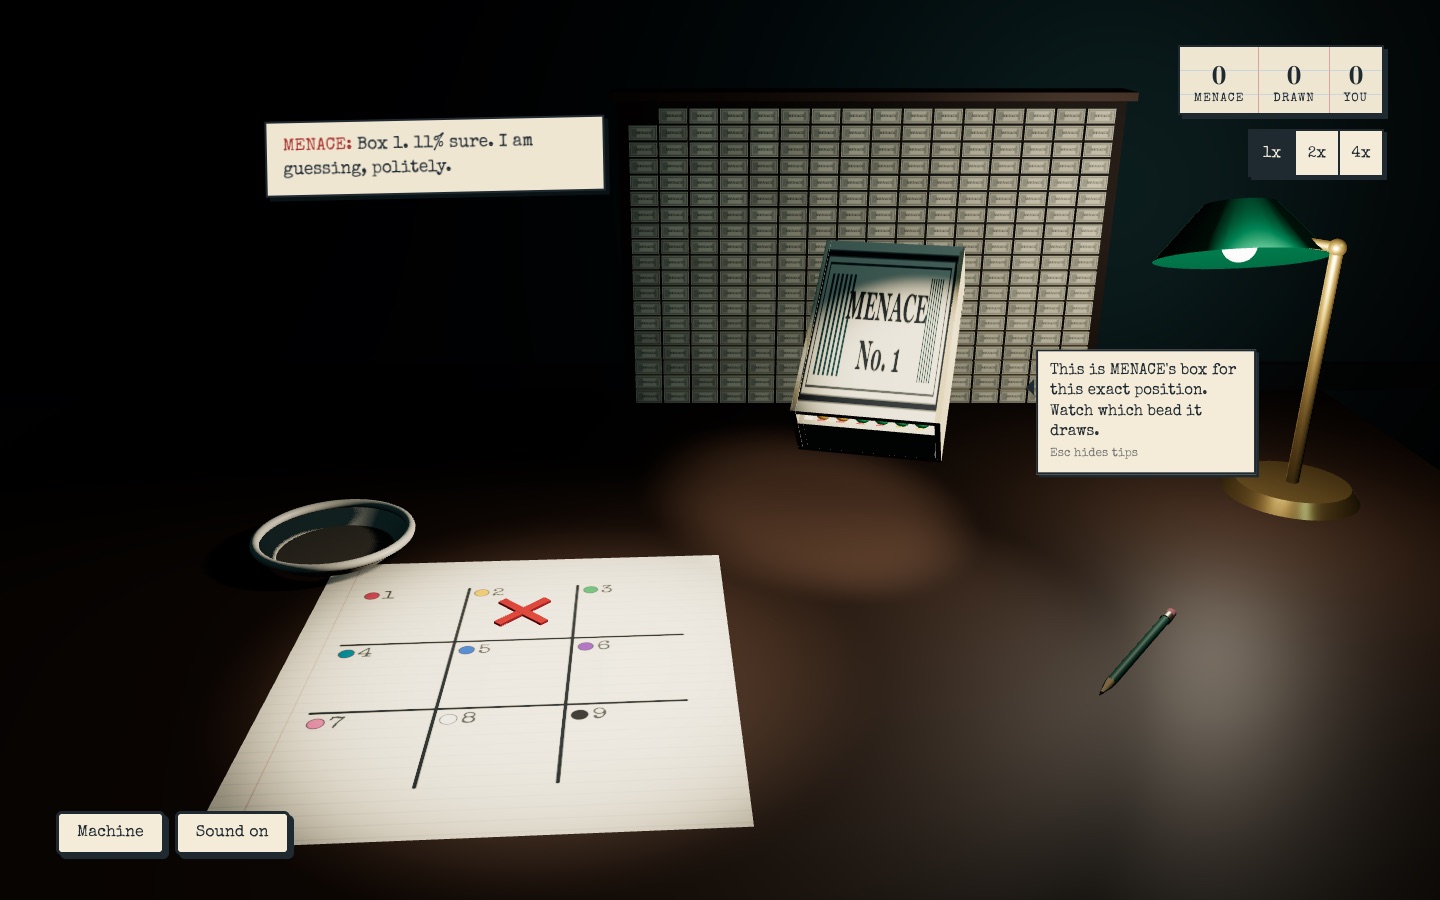 0
MENACE
0
DRAWN
0
YOU
MENACE: Box 1. 11% sure. I am
guessing, politely.
1x
2x
4x
MENACE
No. 1
This is MENACE's box for
this exact position.
Watch which bead it
draws.
Esc hides tips
1
2
3
4
5
6
7
8
9
Machine
Sound on